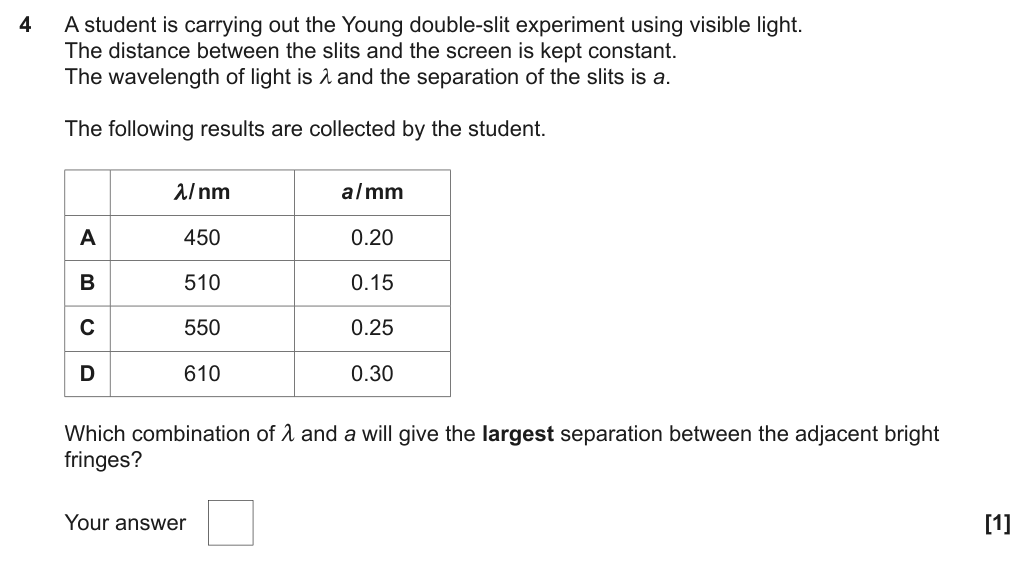 4 A student is carrying out the Young double-slit experiment using visible light.
The distance between the slits and the screen is kept constant.
The wavelength of light is λ and the separation of the slits is a.
The following results are collected by the student.
λ/nm a/mm
A 450 0.20
B 510 0.15
C 550 0.25
D 610 0.30
Which combination of λ and a will give the largest separation between the adjacent bright
fringes?
Your answer [1]